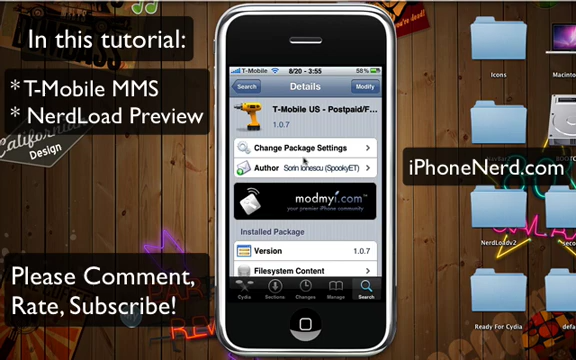 In this tutorial:
* T-Mobile MMS
* NerdLoad Preview
California
Design
Please Comment,
Rate, Subscribe!
T-Mobile 8/20 - 3:55 58%
Search Details Modify
T-Mobile US - Postpaid/F...
1.0.7
Change Package Settings
Author Sorin Ionescu (SpookyET)
modmyi.com™
your premier iPhone community
Installed Package
Version 1.0.7
Filesystem Content
Cydia Sections Changes Manage Search
iPhoneNerd.com
Icons
Macinto
NerdLoadv2
Ready For Cydia